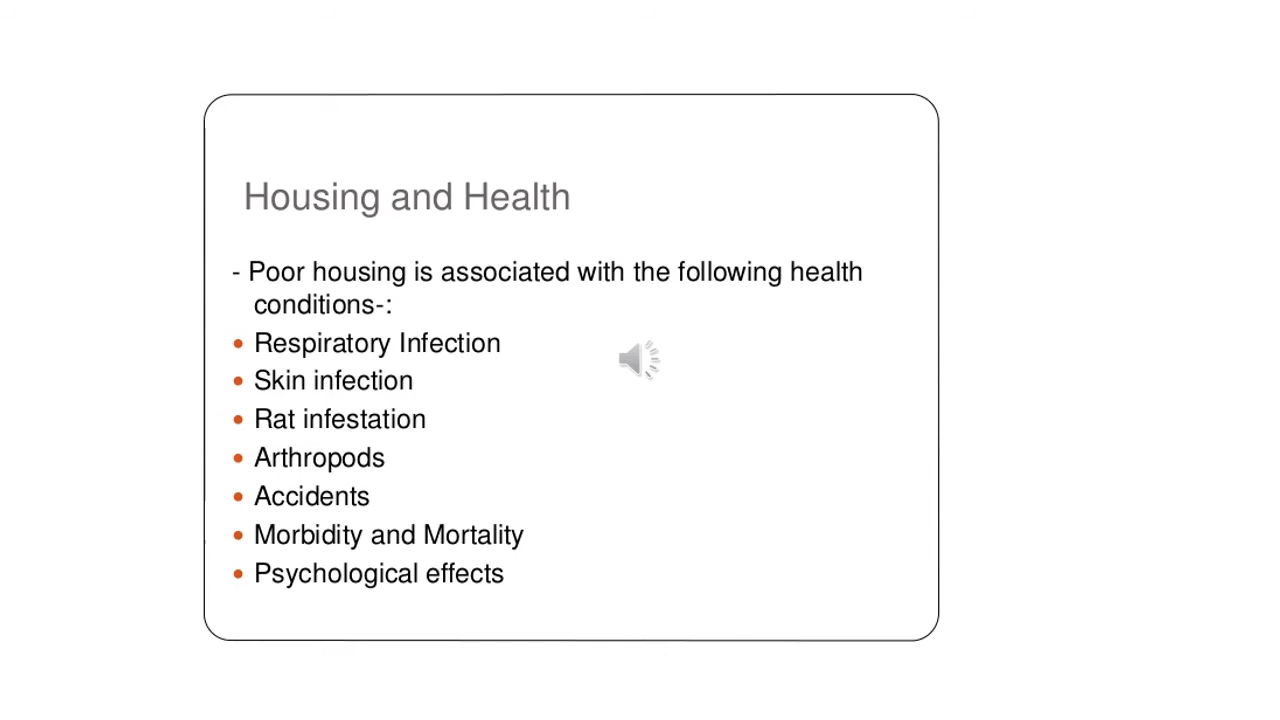 Housing and Health
- Poor housing is associated with the following health
conditions-:
• Respiratory Infection
• Skin infection
• Rat infestation
• Arthropods
• Accidents
• Morbidity and Mortality
• Psychological effects